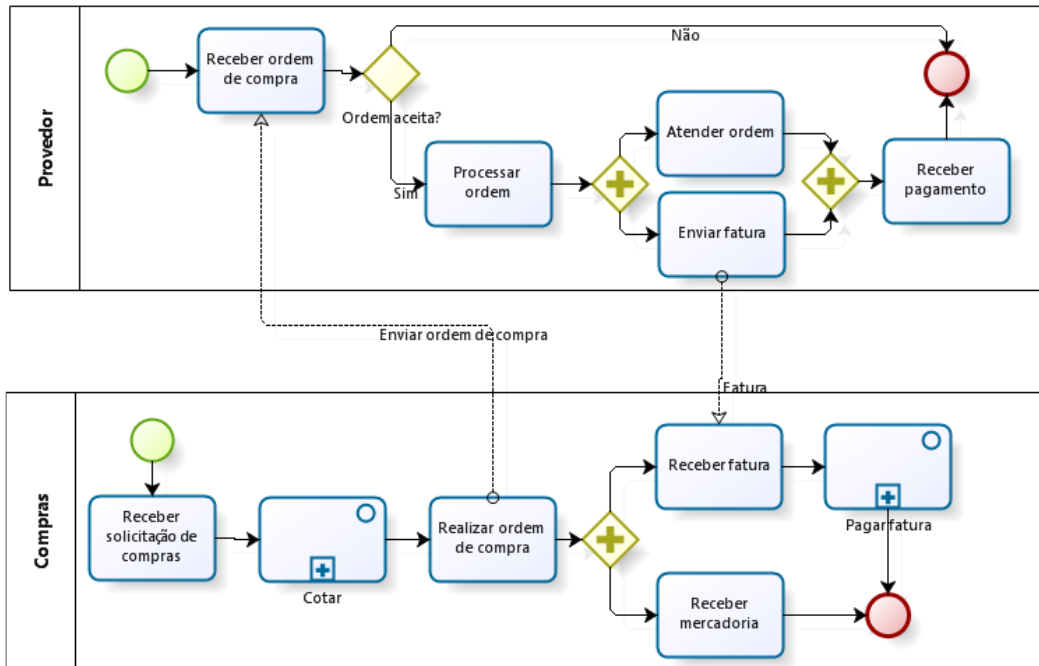 Provedor
Receber ordem
de compra
Ordem aceita?
Não
Sim
Processar
ordem
Atender ordem
Enviar fatura
Receber
pagamento
Enviar ordem de compra
Fatura
Compras
Receber
solicitação de
compras
Cotar
Realizar ordem
de compra
Receber fatura
Pagar fatura
Receber
mercadoria